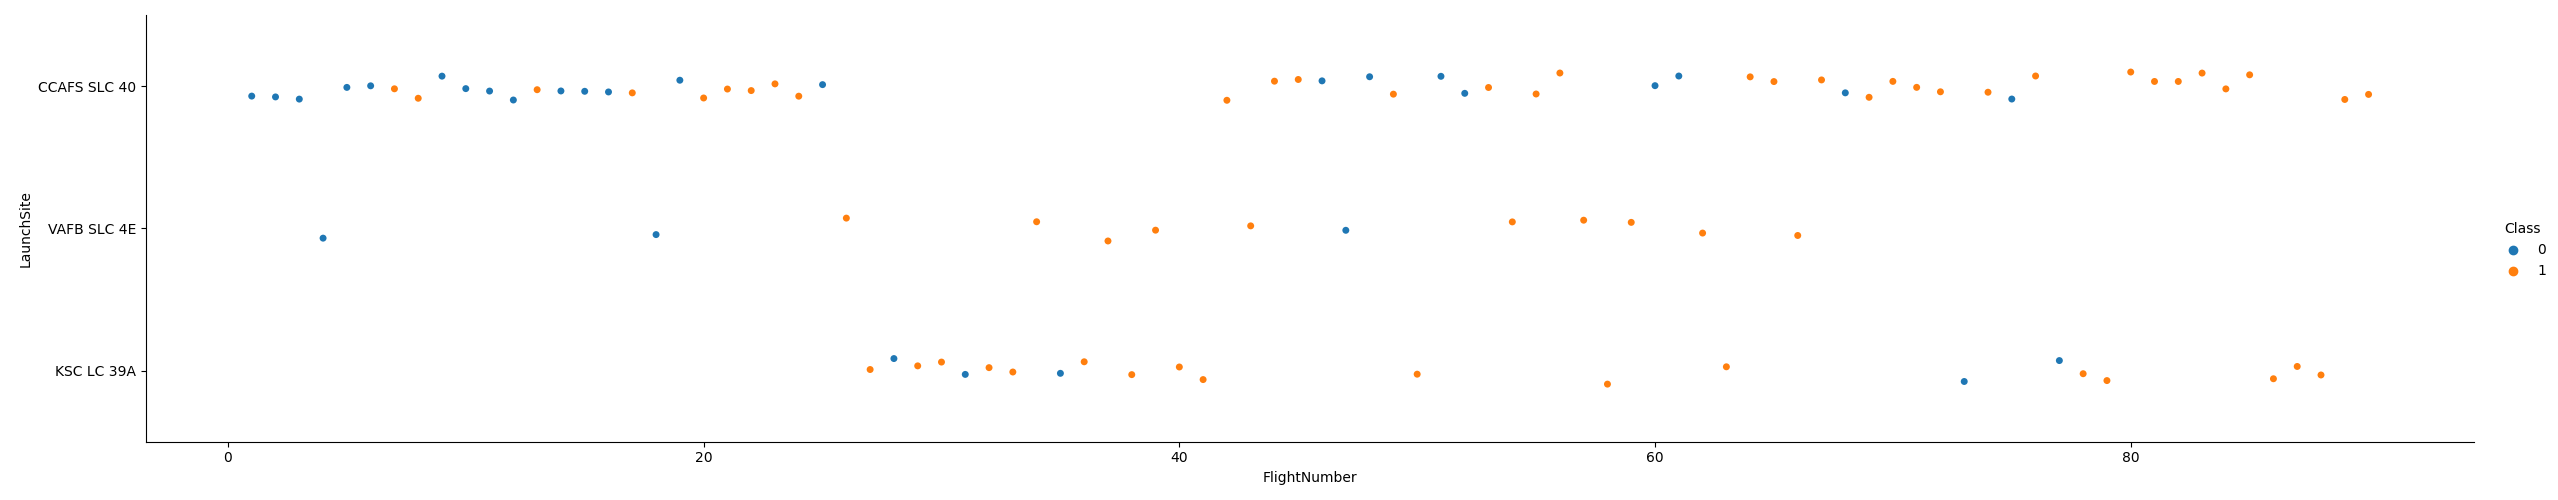 CCAFS SLC 40
VAFB SLC 4E
KSC LC 39A
LaunchSite
0
20
40
60
80
FlightNumber
Class
0
1